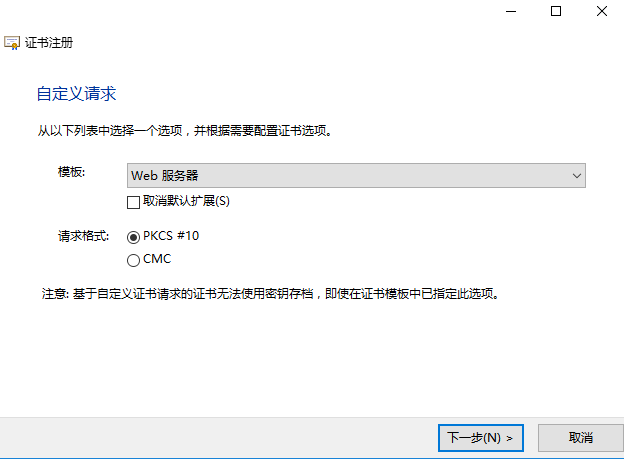 证书注册
自定义请求
从以下列表中选择一个选项，并根据需要配置证书选项。
模板: Web 服务器
取消默认扩展(S)
请求格式: PKCS #10
CMC
注意: 基于自定义证书请求的证书无法使用密钥存档，即使在证书模板中已指定此选项。
下一步(N) > 取消